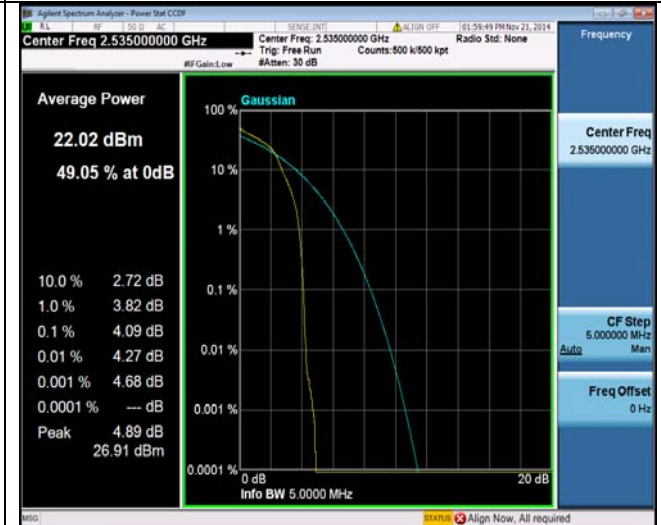 Agilent Spectrum Analyzer - Power Stat CCDF
RL RF 50 Ω AC SENSE:INT ALIGN OFF 01:59:49 PM Nov 21, 2014
Center Freq 2.535000000 GHz
Center Freq: 2.535000000 GHz Radio Std: None
Trig: Free Run Counts:500 k/500 kpt
#IFGain:Low #Atten: 30 dB
Frequency
Average Power
22.02 dBm
49.05 % at 0dB
10.0 % 2.72 dB
1.0 % 3.82 dB
0.1 % 4.09 dB
0.01 % 4.27 dB
0.001 % 4.68 dB
0.0001 % --- dB
Peak 4.89 dB
26.91 dBm
Gaussian
100 %
10 %
1 %
0.1 %
0.01 %
0.001 %
0.0001 %
0 dB 20 dB
Info BW 5.0000 MHz
Center Freq
2.535000000 GHz
CF Step
5.000000 MHz
Auto Man
Freq Offset
0 Hz
MSG STATUS Align Now, All required